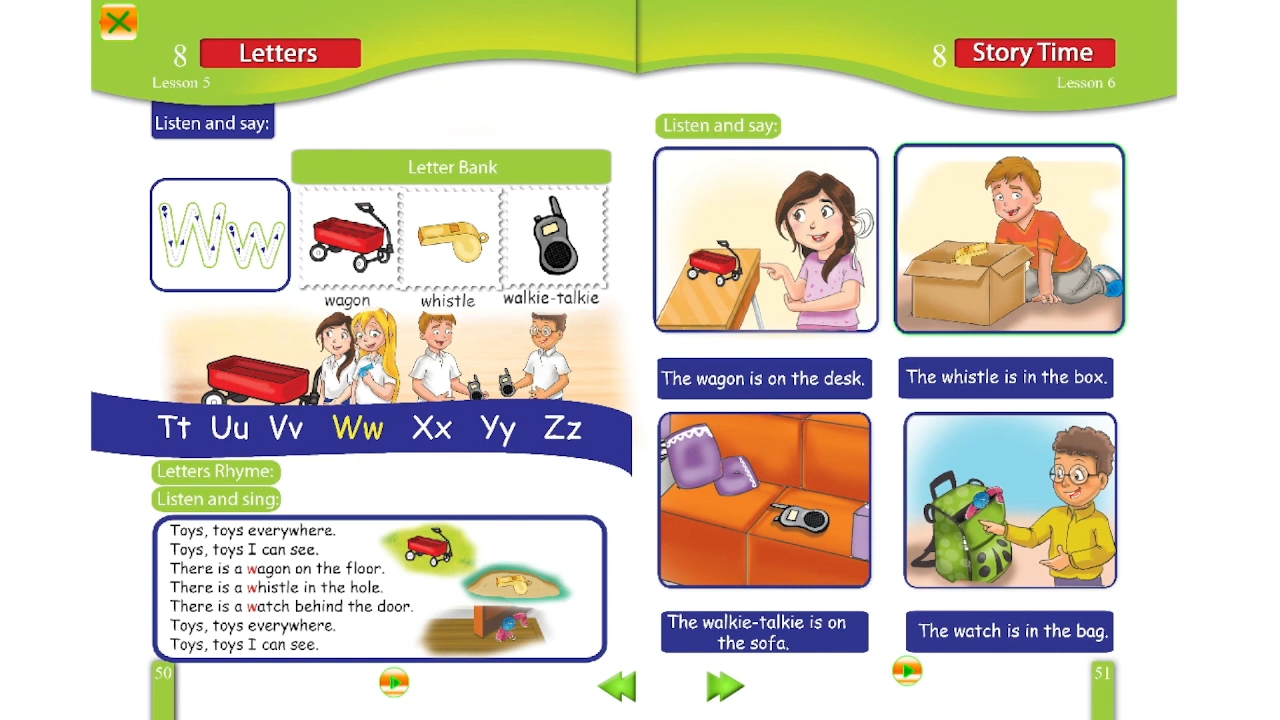 8 Letters
Lesson 5
Listen and say:
Letter Bank
Ww
wagon
whistle
walkie-talkie
Tt Uu Vv Ww Xx Yy Zz
Letters Rhyme:
Listen and sing:
Toys, toys everywhere.
Toys, toys I can see.
There is a wagon on the floor.
There is a whistle in the hole.
There is a watch behind the door.
Toys, toys everywhere.
Toys, toys I can see.
50
8 Story Time
Lesson 6
Listen and say:
The wagon is on the desk.
The whistle is in the box.
The walkie-talkie is on
the sofa.
The watch is in the bag.
51